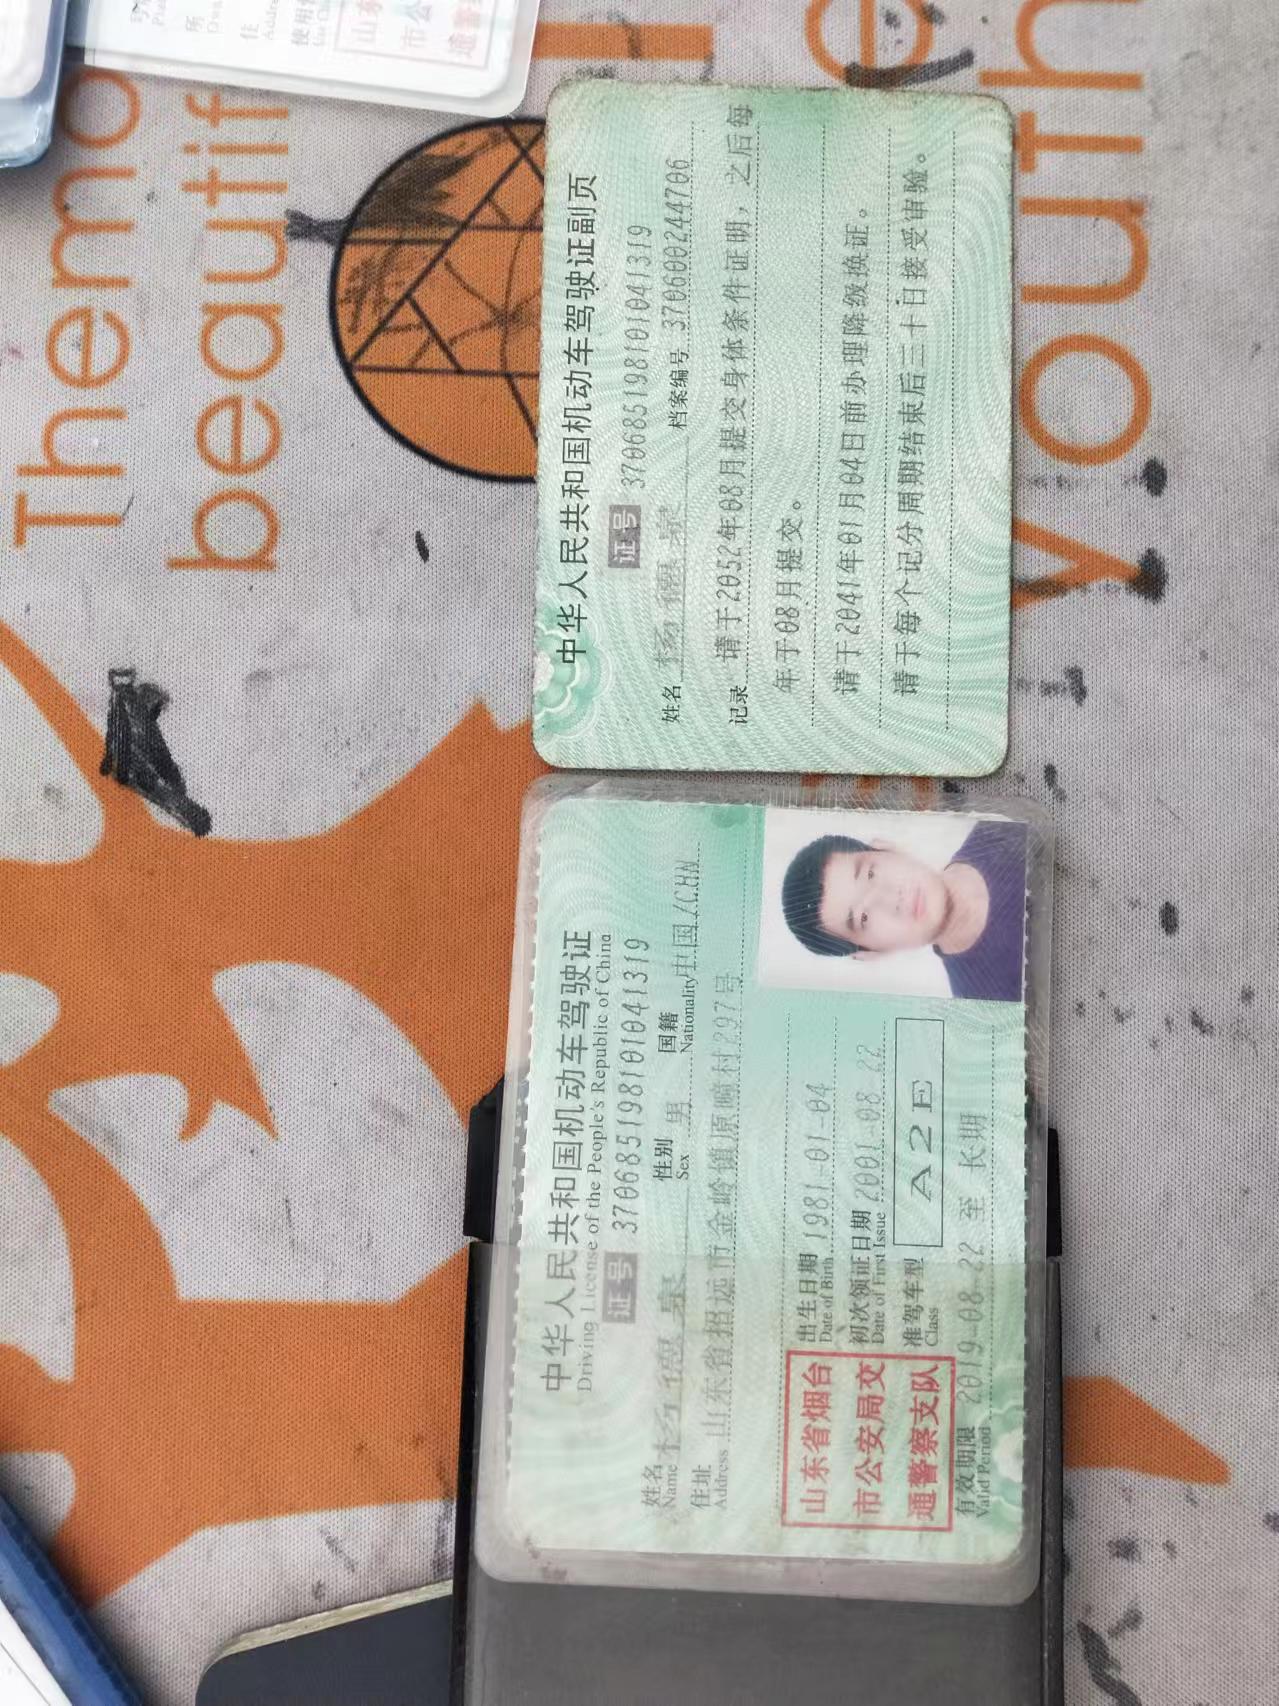 中华人民共和国机动车驾驶证
Driving License of the People's Republic of China
证号 370685198101041319
姓名 杨德泉 性别 男 国籍 中国/CHN
Name Sex Nationality
住址 山东省招远市金岭镇原疃村297号
Address
出生日期 1981-01-04
Date of Birth
山东省烟台
市公安局交
通警察支队
初次领证日期 2001-08-22
Date of First Issue
准驾车型 A2E
Class
有效期限 2019-08-22 至 长期
Valid Period
中华人民共和国机动车驾驶证副页
证号 370685198101041319
姓名 杨德泉 档案编号 370600244706
记录 请于2052年08月提交身体条件证明，之后每
年于08月提交。
请于2041年01月04日前办理降级换证。
请于每个记分周期结束后三十日接受审验。
Themo
beautif
youth